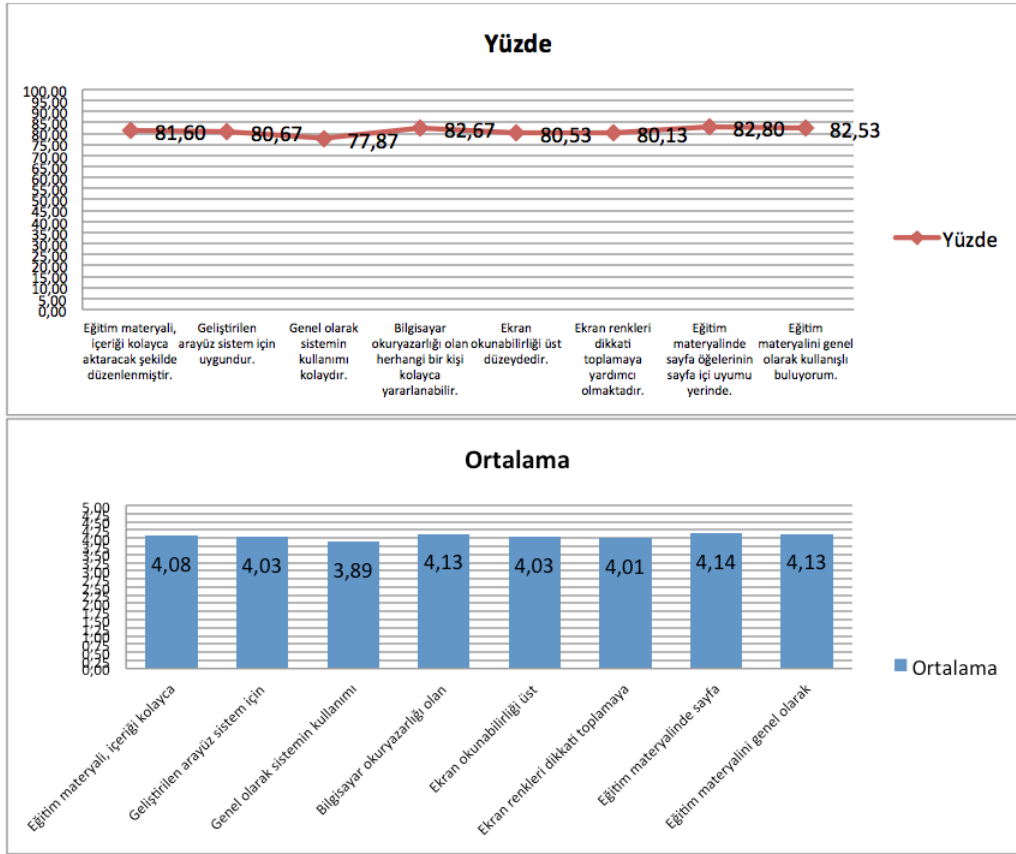 Yüzde
100,00
95,00
90,00
85,00
80,00
75,00
70,00
65,00
60,00
55,00
50,00
45,00
40,00
35,00
30,00
25,00
20,00
15,00
10,00
5,00
0,00
81,60
80,67
77,87
82,67
80,53
80,13
82,80
82,53
Yüzde
Eğitim materyali,
içeriği kolayca
aktaracak şekilde
düzenlenmiştir.
Geliştirilen
arayüz sistem için
uygundur.
Genel olarak
sistemin
kullanımı
kolaydır.
Bilgisayar
okuryazarlığı olan
herhangi bir kişi
kolayca
yararlanabilir.
Ekran
okunabilirliği üst
düzeydedir.
Ekran renkleri
dikkati
toplamaya
yardımcı
olmaktadır.
Eğitim
materyalinde
sayfa öğelerinin
sayfa içi uyumu
yerinde.
Eğitim
materyalini genel
olarak kullanışlı
buluyorum.
Ortalama
5,00
4,75
4,50
4,25
4,00
3,75
3,50
3,25
3,00
2,75
2,50
2,25
2,00
1,75
1,50
1,25
1,00
0,75
0,50
0,25
0,00
4,08
4,03
3,89
4,13
4,03
4,01
4,14
4,13
Ortalama
Eğitim materyali, içeriği kolayca
Geliştirilen arayüz sistem için
Genel olarak sistemin kullanımı
Bilgisayar okuryazarlığı olan
Ekran okunabilirliği üst
Ekran renkleri dikkati toplamaya
Eğitim materyalinde sayfa
Eğitim materyalini genel olarak